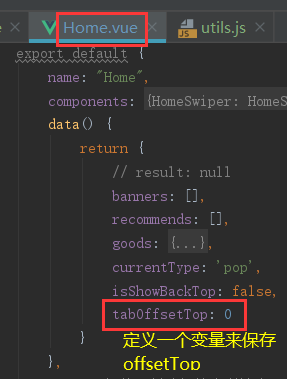 Home.vue
utils.js
export default {
name: "Home",
components: {HomeSwiper: HomeS
data() {
return {
// result: null
banners: [],
recommends: [],
goods: {...},
currentType: 'pop',
isShowBackTop: false,
tabOffsetTop: 0
}
定义一个变量来保存
},
offsetTop